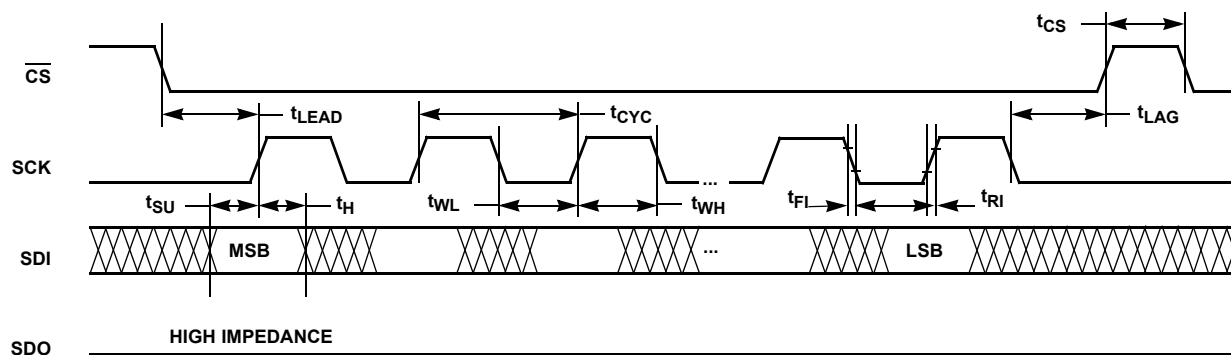 tCS
CS
tLEAD
tCYC
tLAG
SCK
...
tSU
tH
tWL
tWH
tFI
tRI
SDI
MSB
...
LSB
HIGH IMPEDANCE
SDO